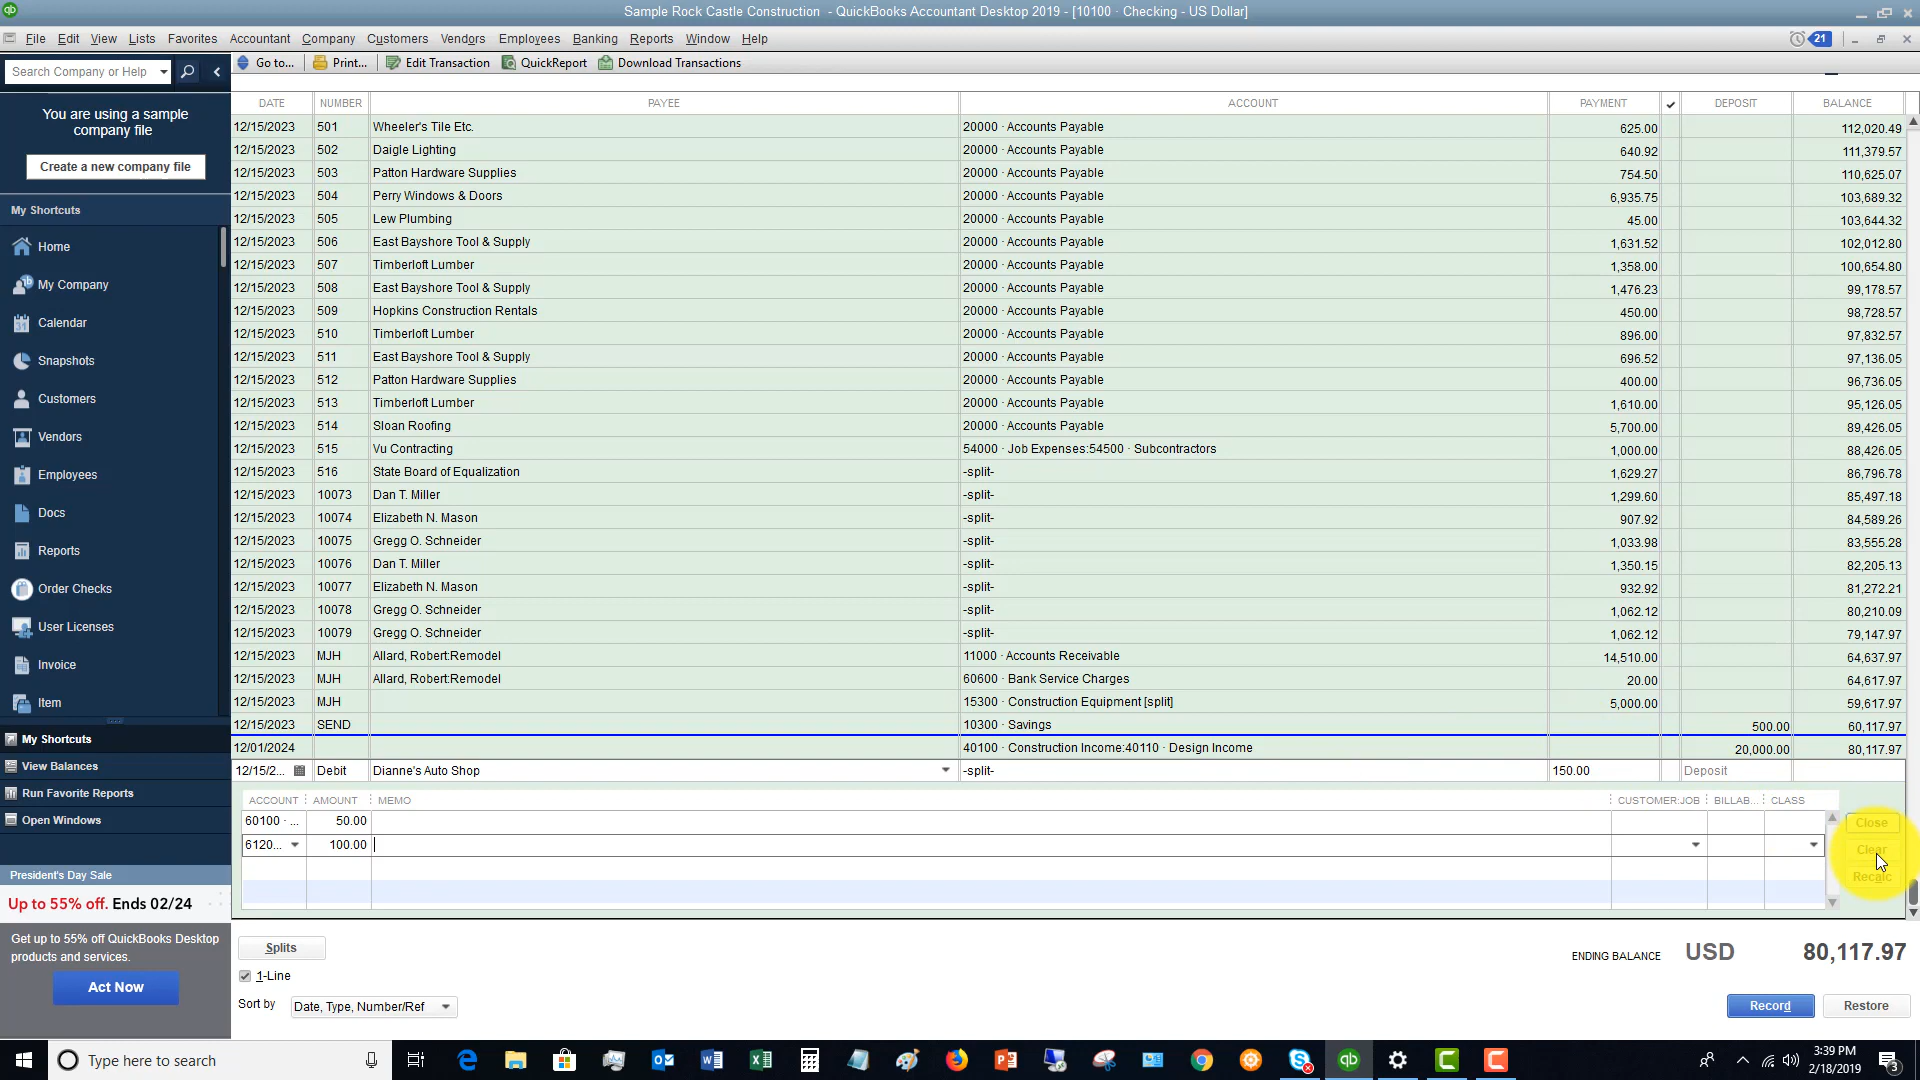 Sample Rock Castle Construction - QuickBooks Accountant Desktop 2019 - [10100 · Checking - US Dollar]
File Edit View Lists Favorites Accountant Company Customers Vendors Employees Banking Reports Window Help
21
Search Company or Help
Go to... Print... Edit Transaction QuickReport Download Transactions
You are using a sample
company file
Create a new company file
My Shortcuts
Home
My Company
Calendar
Snapshots
Customers
Vendors
Employees
Docs
Reports
Order Checks
User Licenses
Invoice
Item
My Shortcuts
View Balances
Run Favorite Reports
Open Windows
President's Day Sale
Up to 55% off. Ends 02/24
Get up to 55% off QuickBooks Desktop
products and services.
Act Now
DATE NUMBER PAYEE ACCOUNT PAYMENT ✓ DEPOSIT BALANCE
12/15/2023 501 Wheeler's Tile Etc. 20000 · Accounts Payable 625.00 112,020.49
12/15/2023 502 Daigle Lighting 20000 · Accounts Payable 640.92 111,379.57
12/15/2023 503 Patton Hardware Supplies 20000 · Accounts Payable 754.50 110,625.07
12/15/2023 504 Perry Windows & Doors 20000 · Accounts Payable 6,935.75 103,689.32
12/15/2023 505 Lew Plumbing 20000 · Accounts Payable 45.00 103,644.32
12/15/2023 506 East Bayshore Tool & Supply 20000 · Accounts Payable 1,631.52 102,012.80
12/15/2023 507 Timberloft Lumber 20000 · Accounts Payable 1,358.00 100,654.80
12/15/2023 508 East Bayshore Tool & Supply 20000 · Accounts Payable 1,476.23 99,178.57
12/15/2023 509 Hopkins Construction Rentals 20000 · Accounts Payable 450.00 98,728.57
12/15/2023 510 Timberloft Lumber 20000 · Accounts Payable 896.00 97,832.57
12/15/2023 511 East Bayshore Tool & Supply 20000 · Accounts Payable 696.52 97,136.05
12/15/2023 512 Patton Hardware Supplies 20000 · Accounts Payable 400.00 96,736.05
12/15/2023 513 Timberloft Lumber 20000 · Accounts Payable 1,610.00 95,126.05
12/15/2023 514 Sloan Roofing 20000 · Accounts Payable 5,700.00 89,426.05
12/15/2023 515 Vu Contracting 54000 · Job Expenses:54500 · Subcontractors 1,000.00 88,426.05
12/15/2023 516 State Board of Equalization -split- 1,629.27 86,796.78
12/15/2023 10073 Dan T. Miller -split- 1,299.60 85,497.18
12/15/2023 10074 Elizabeth N. Mason -split- 907.92 84,589.26
12/15/2023 10075 Gregg O. Schneider -split- 1,033.98 83,555.28
12/15/2023 10076 Dan T. Miller -split- 1,350.15 82,205.13
12/15/2023 10077 Elizabeth N. Mason -split- 932.92 81,272.21
12/15/2023 10078 Gregg O. Schneider -split- 1,062.12 80,210.09
12/15/2023 10079 Gregg O. Schneider -split- 1,062.12 79,147.97
12/15/2023 MJH Allard, Robert:Remodel 11000 · Accounts Receivable 14,510.00 64,637.97
12/15/2023 MJH Allard, Robert:Remodel 60600 · Bank Service Charges 20.00 64,617.97
12/15/2023 MJH 15300 · Construction Equipment [split] 5,000.00 59,617.97
12/15/2023 SEND 10300 · Savings 500.00 60,117.97
12/01/2024 40100 · Construction Income:40110 · Design Income 20,000.00 80,117.97
12/15/2... Debit Dianne's Auto Shop -split- 150.00 Deposit
ACCOUNT AMOUNT MEMO CUSTOMER:JOB BILLAB... CLASS
60100 · ... 50.00
6120... 100.00
Close
Clear
Recalc
Splits
1-Line
Sort by Date, Type, Number/Ref
ENDING BALANCE USD 80,117.97
Record Restore
Type here to search
3:39 PM
2/18/2019
3